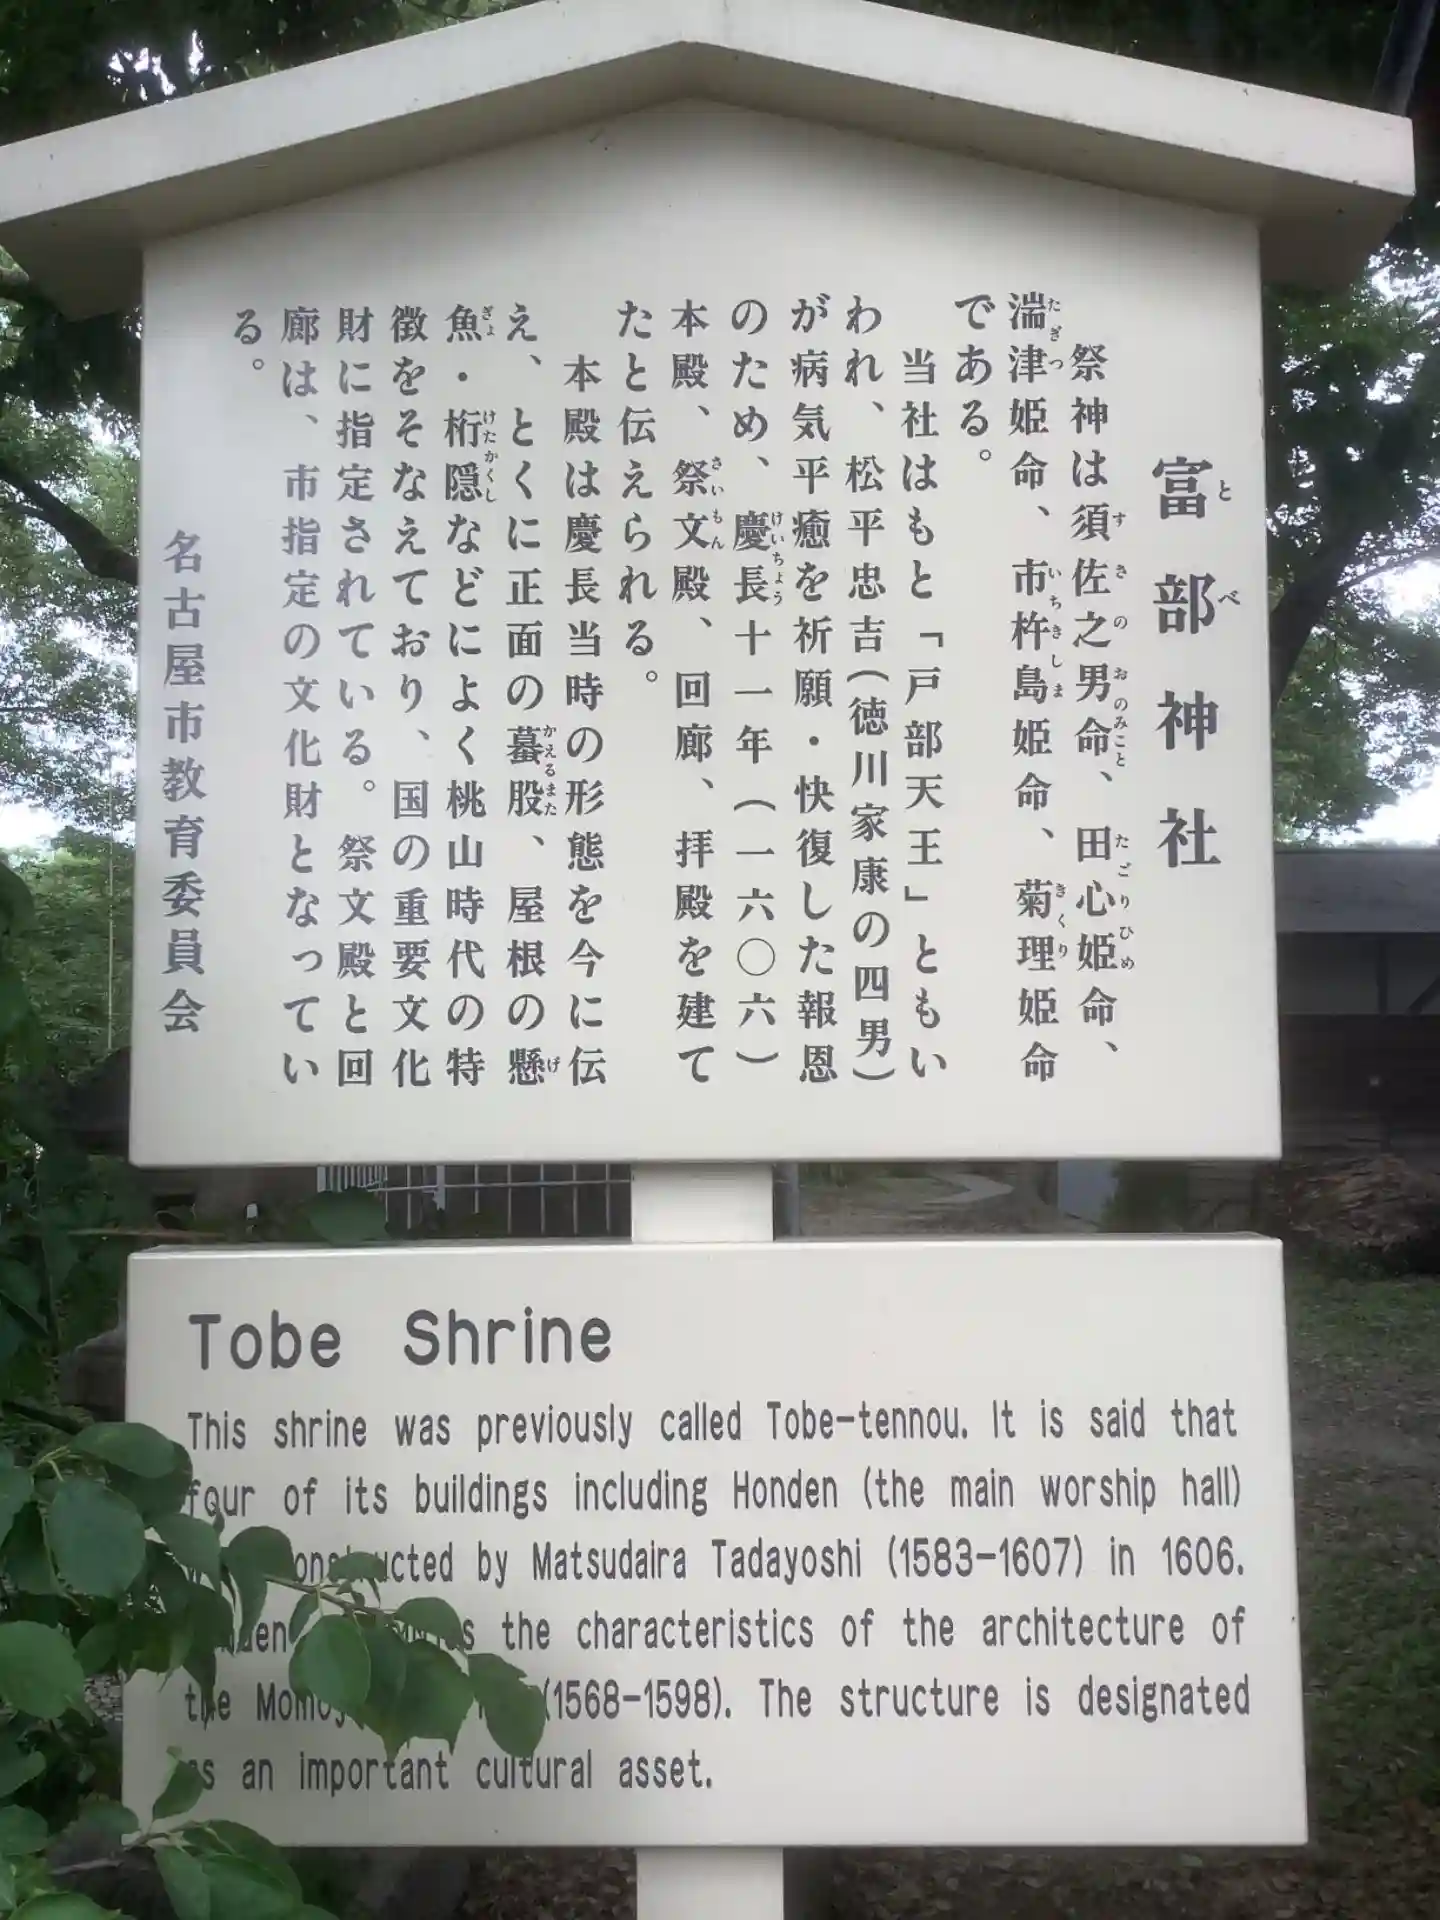 富部神社
祭神は須佐之男命、田心姫命、
湍津姫命、市杵島姫命、菊理姫命
である。
当社はもと「戸部天王」ともい
われ、松平忠吉(徳川家康の四男)
が病気平癒を祈願・快復した報恩
のため、慶長十一年(一六〇六)
本殿、祭文殿、回廊、拝殿を建て
たと伝えられる。
本殿は慶長当時の形態を今に伝
え、とくに正面の蟇股、屋根の懸
魚・桁隠などによく桃山時代の特
徴をそなえており、国の重要文化
財に指定されている。祭文殿と回
廊は、市指定の文化財となってい
る。
名古屋市教育委員会
Tobe Shrine
This shrine was previously called Tobe-tennou. It is said that
four of its buildings including Honden (the main worship hall)
by Matsudaira Tadayoshi (1583-1607) in 1606.
the characteristics of the architecture of
the (1568-1598). The structure is designated
as an important cultural asset.